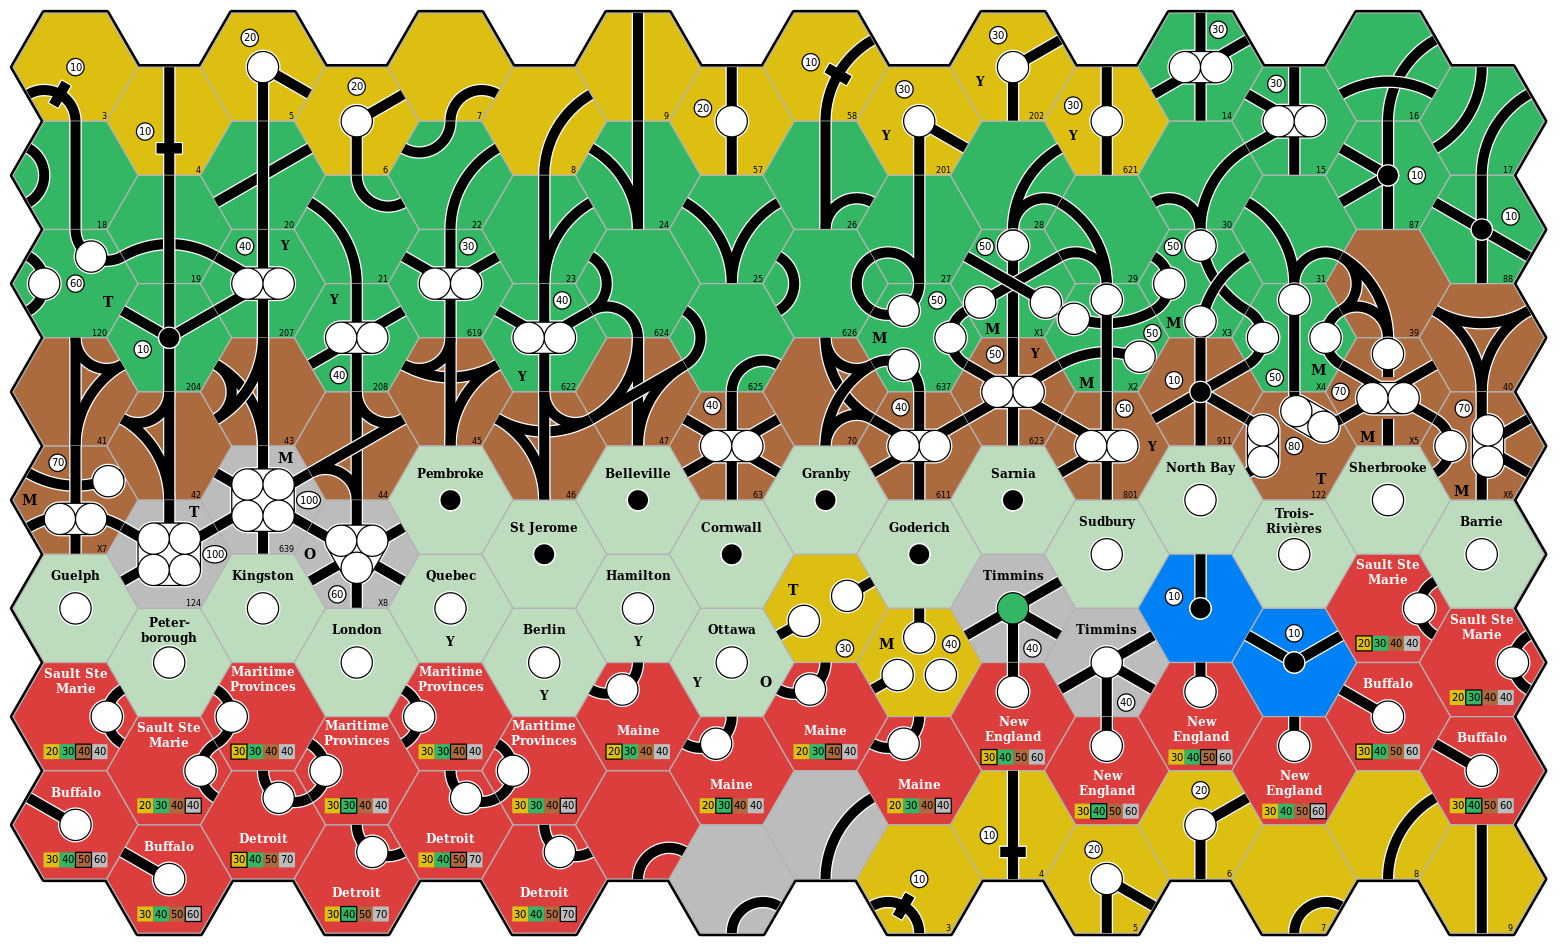 10
20
30
30
10
20
10
30
30
30
3
10
4
5
20
6
7
8
9
20
57
58
Y
201
Y
202
Y
621
14
15
16
10
17
18
19
40
20
Y
21
22
30
23
24
25
26
27
50
28
29
50
30
31
87
10
88
60
T
120
10
204
207
Y
40
208
619
40
Y
622
624
625
626
M
637
50
M
50
Y
X1
M
X2
50
M
10
X3
50
M
X4
39
40
41
42
43
44
45
46
47
40
63
70
40
611
623
50
801
Y
911
80
T
122
70
M
X5
70
M
X6
70
M
X7
T
100
124
M
100
639
O
60
X8
Pembroke
St Jerome
Belleville
Cornwall
Granby
Goderich
Sarnia
Sudbury
North Bay
Trois-
Rivières
Sherbrooke
Barrie
Guelph
Peter-
borough
Kingston
London
Quebec
Y
Berlin
Y
Hamilton
Y
Ottawa
Y
O
T
30
M
40
Timmins
40
Timmins
40
10
10
Sault Ste
Marie
20 30 40 40
Sault Ste
Marie
20 30 40 40
Sault Ste
Marie
20 30 40 40
Sault Ste
Marie
20 30 40 40
Maritime
Provinces
30 30 40 40
Maritime
Provinces
30 30 40 40
Maritime
Provinces
30 30 40 40
Maritime
Provinces
30 30 40 40
Maine
20 30 40 40
Maine
20 30 40 40
Maine
20 30 40 40
Maine
20 30 40 40
New
England
30 40 50 60
New
England
30 40 50 60
New
England
30 40 50 60
New
England
30 40 50 60
Buffalo
30 40 50 60
Buffalo
30 40 50 60
Buffalo
30 40 50 60
Buffalo
30 40 50 60
Detroit
30 40 50 70
Detroit
30 40 50 70
Detroit
30 40 50 70
Detroit
30 40 50 70
10
3
10
4
20
5
20
6
7
8
9